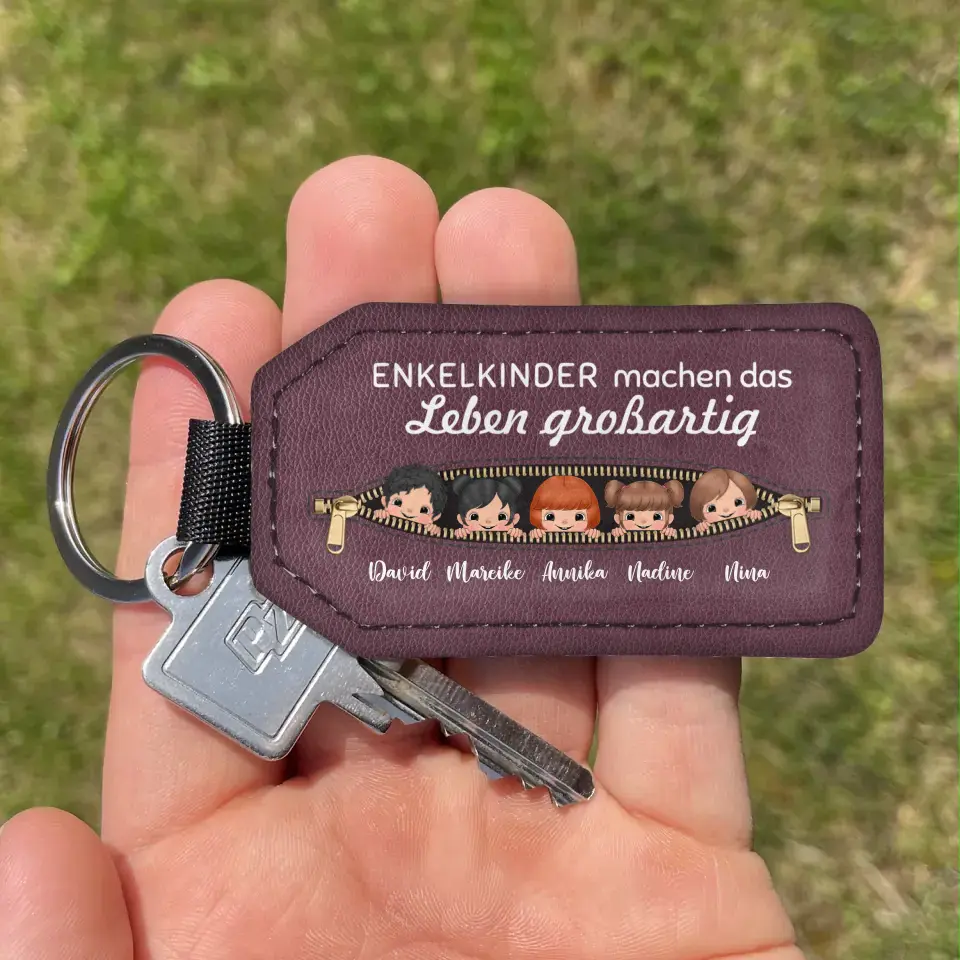 ENKELKINDER machen das
Leben großartig
David Mareike Annika Nadine Nina